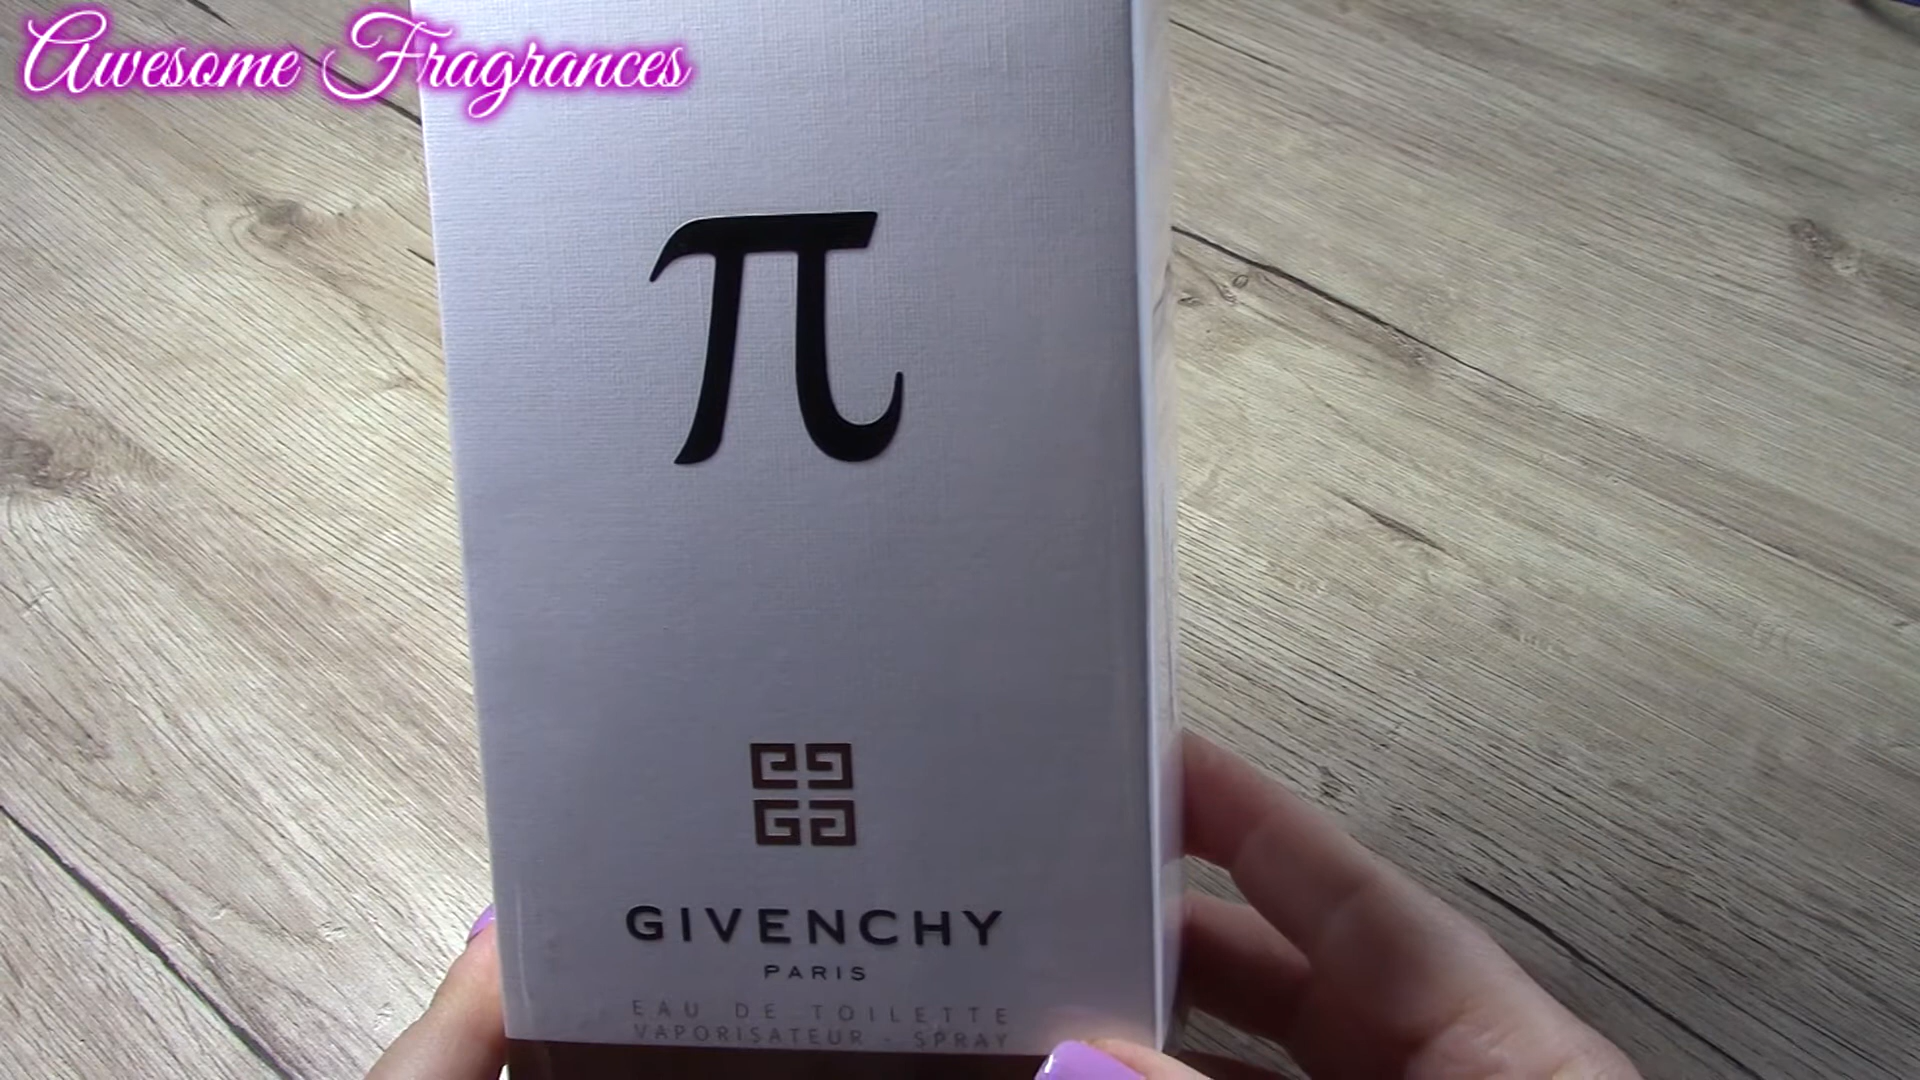 Awesome Fragrances
π
GIVENCHY
PARIS
EAU DE TOILETTE
VAPORISATEUR - SPRAY